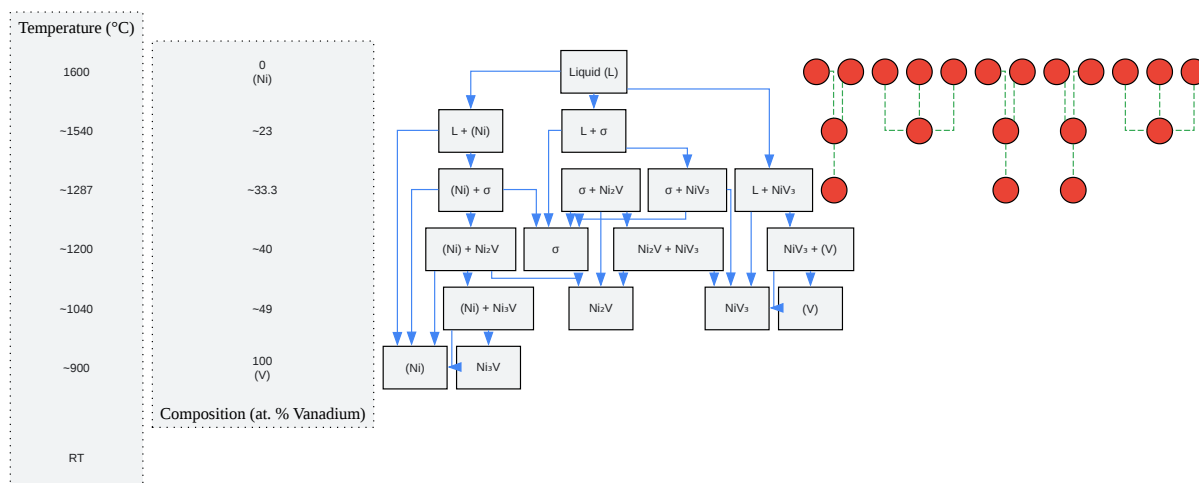 Temperature (°C)
1600
~1540
~1287
~1200
~1040
~900
RT
0
(Ni)
~23
~33.3
~40
~49
100
(V)
Composition (at. % Vanadium)
Liquid (L)
L + (Ni)
L + σ
(Ni) + σ
σ + Ni₂V
σ + NiV₃
L + NiV₃
(Ni) + Ni₂V
σ
Ni₂V + NiV₃
NiV₃ + (V)
(Ni) + Ni₃V
Ni₂V
NiV₃
(V)
(Ni)
Ni₃V